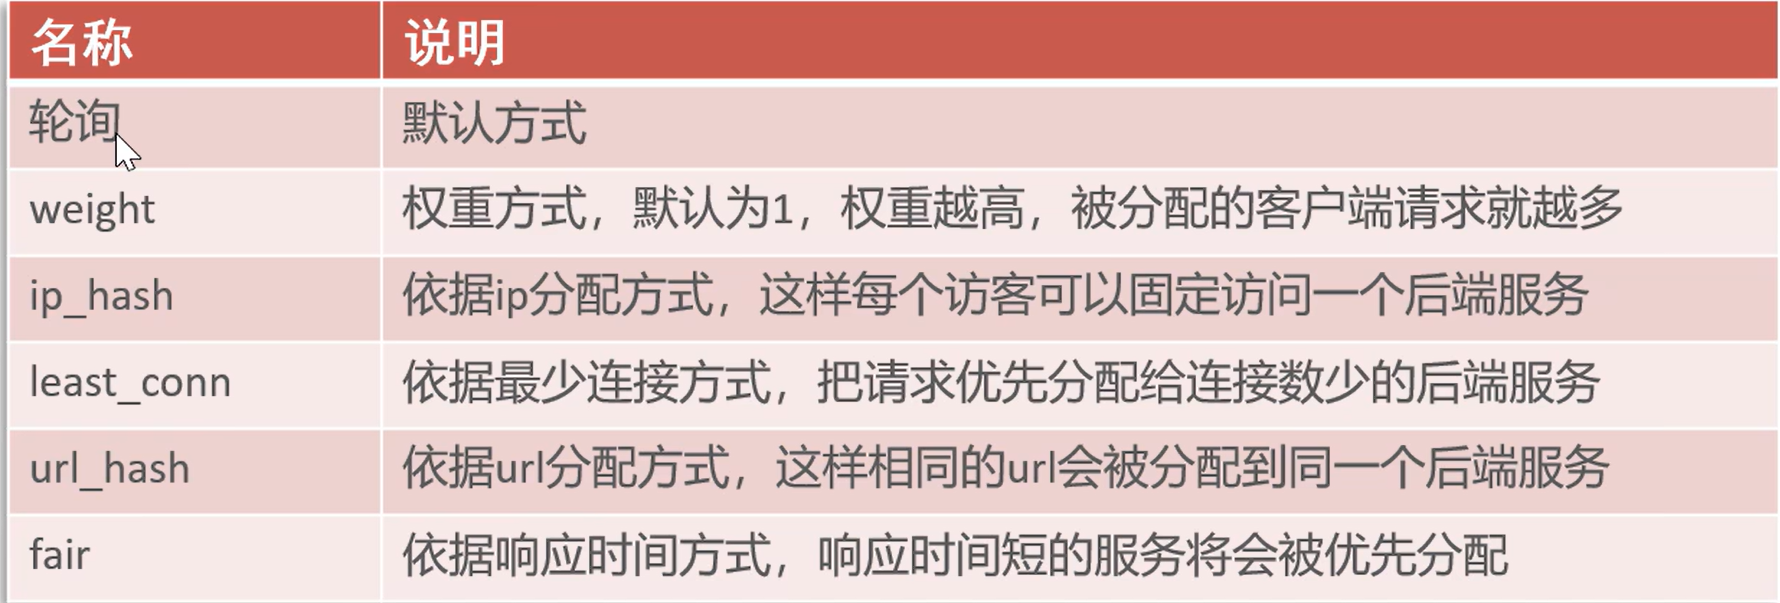 名称 说明
轮询 默认方式
weight 权重方式，默认为1，权重越高，被分配的客户端请求就越多
ip_hash 依据ip分配方式，这样每个访客可以固定访问一个后端服务
least_conn 依据最少连接方式，把请求优先分配给连接数少的后端服务
url_hash 依据url分配方式，这样相同的url会被分配到同一个后端服务
fair 依据响应时间方式，响应时间短的服务将会被优先分配